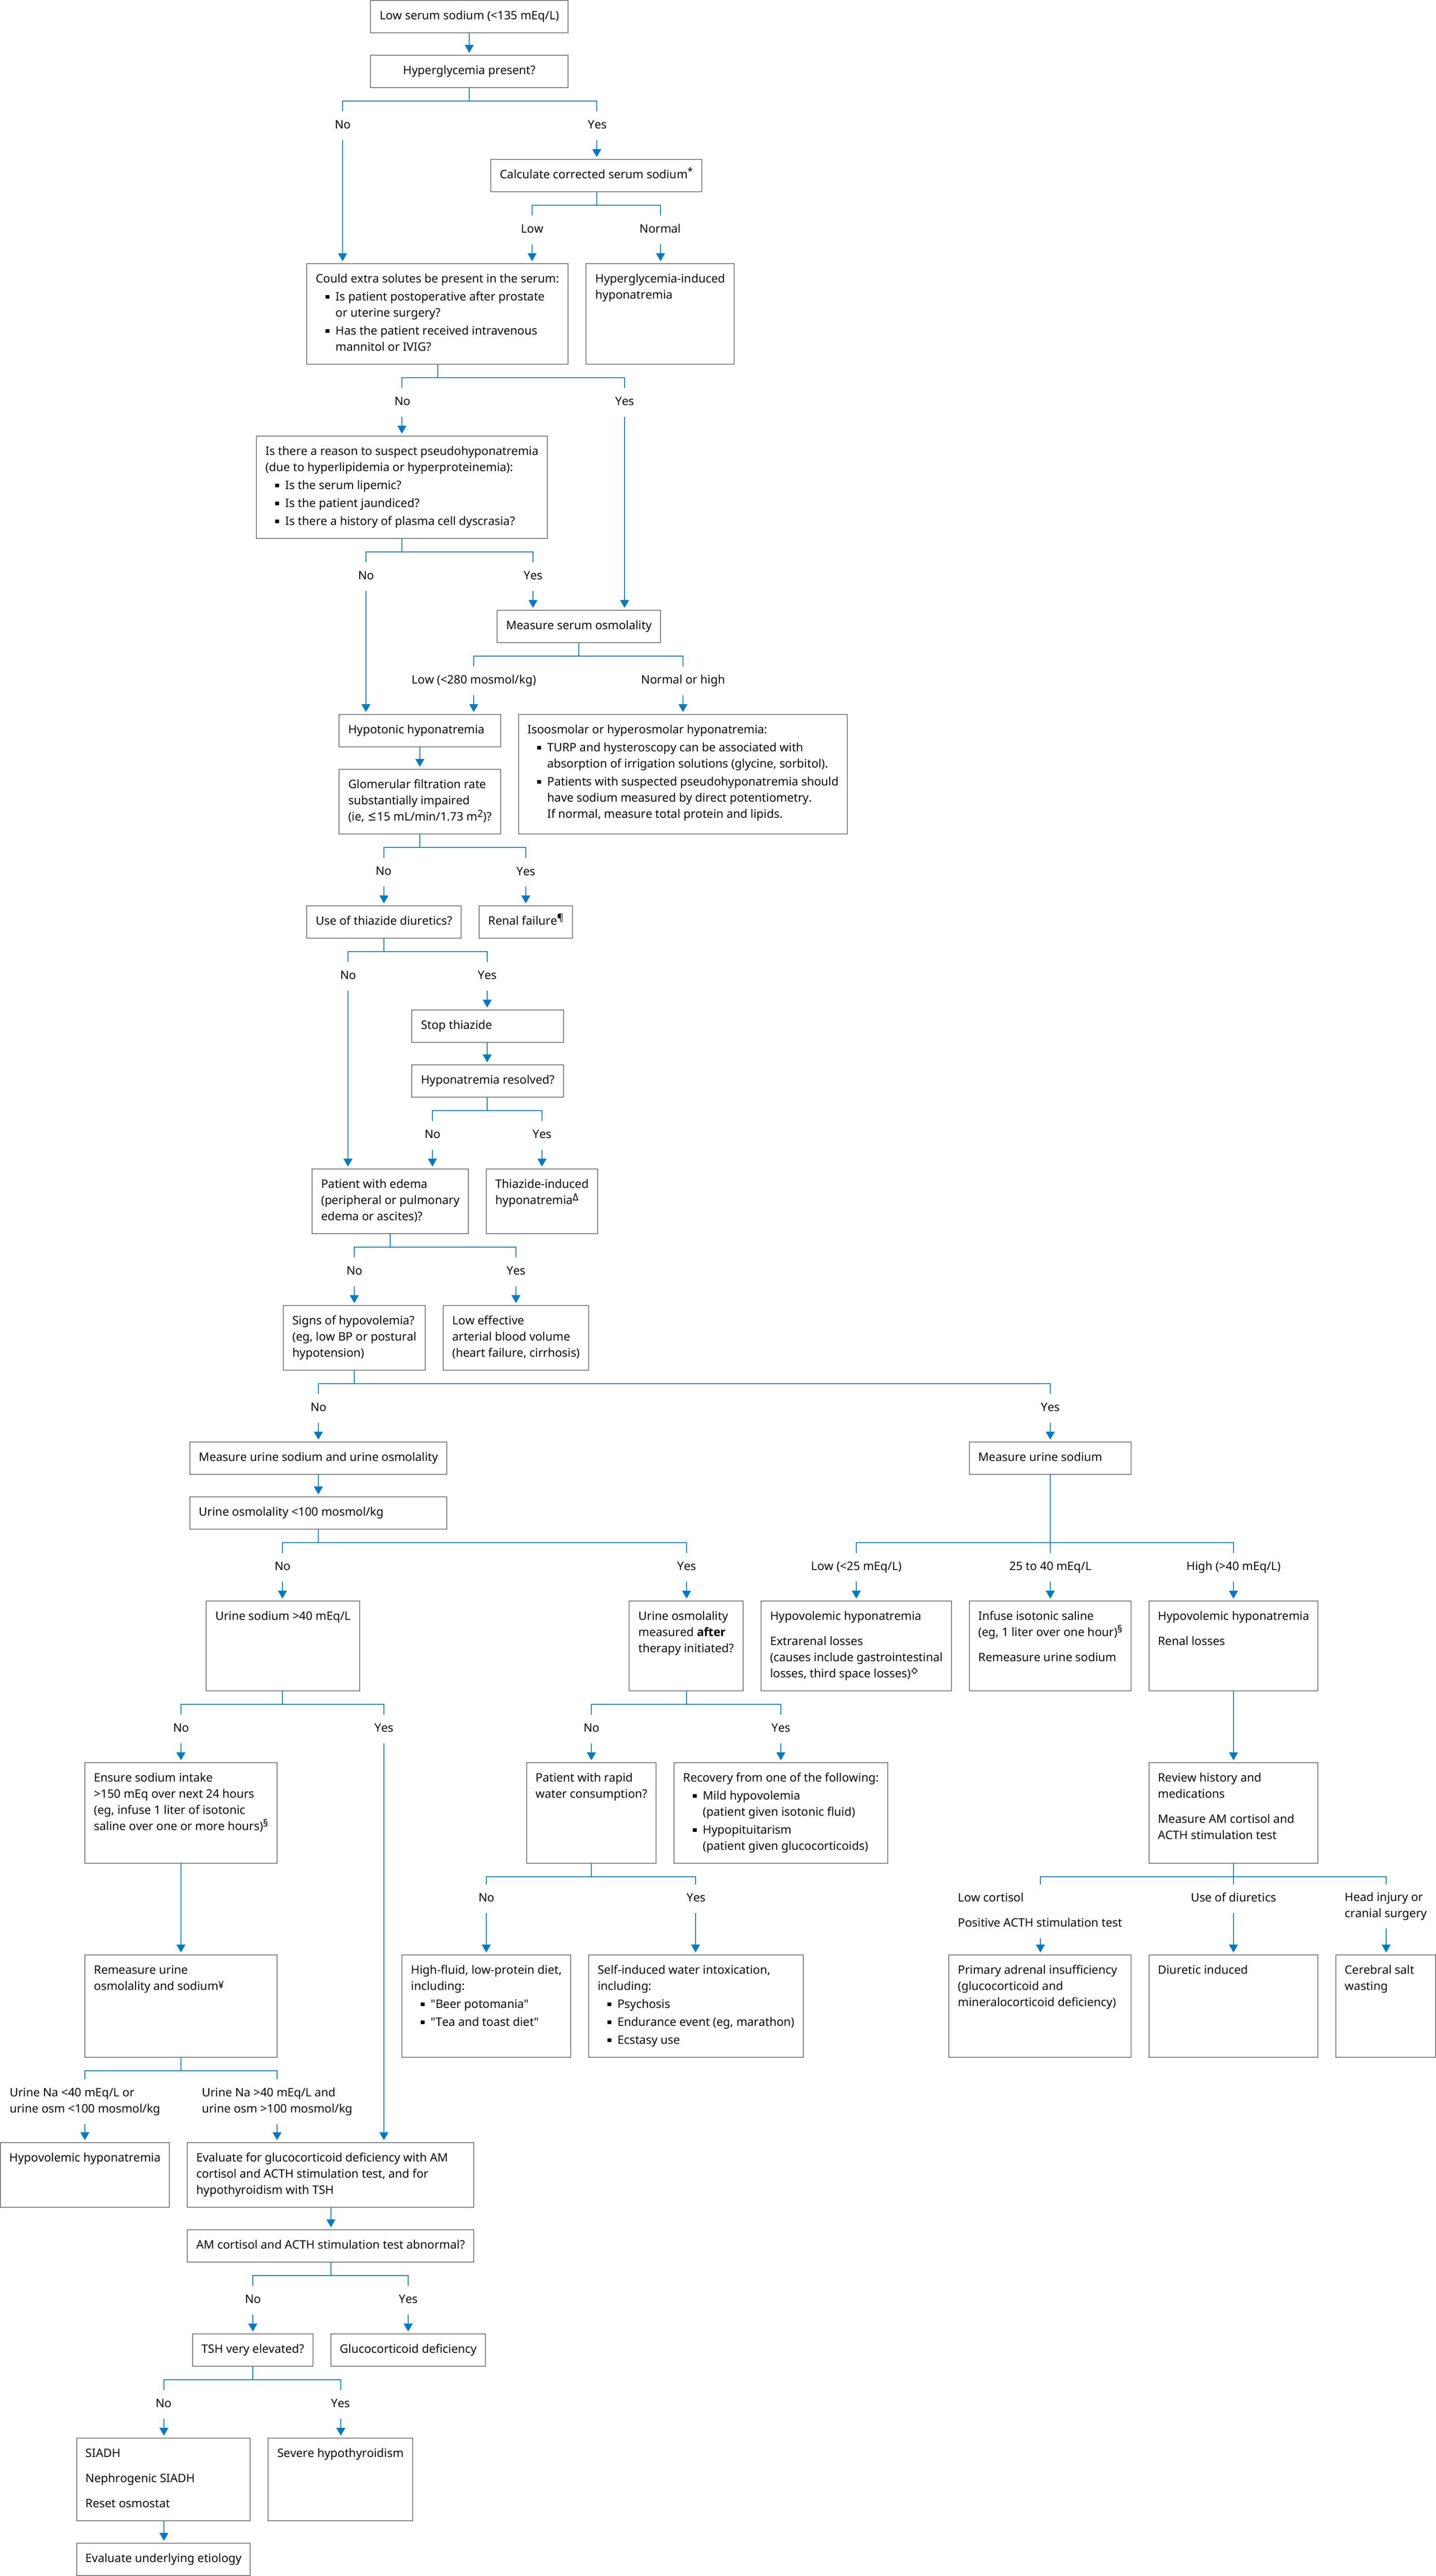 Low serum sodium (<135 mEq/L)
Hyperglycemia present?
No
Yes
Calculate corrected serum sodium*
Low
Normal
Could extra solutes be present in the serum:
▪ Is patient postoperative after prostate
or uterine surgery?
▪ Has the patient received intravenous
mannitol or IVIG?
Hyperglycemia-induced
hyponatremia
No
Yes
Is there a reason to suspect pseudohyponatremia
(due to hyperlipidemia or hyperproteinemia):
▪ Is the serum lipemic?
▪ Is the patient jaundiced?
▪ Is there a history of plasma cell dyscrasia?
No
Yes
Measure serum osmolality
Low (<280 mosmol/kg)
Normal or high
Hypotonic hyponatremia
Isoosmolar or hyperosmolar hyponatremia:
▪ TURP and hysteroscopy can be associated with
absorption of irrigation solutions (glycine, sorbitol).
▪ Patients with suspected pseudohyponatremia should
have sodium measured by direct potentiometry.
If normal, measure total protein and lipids.
Glomerular filtration rate
substantially impaired
(ie, ≤15 mL/min/1.73 m²)?
No
Yes
Use of thiazide diuretics?
Renal failure¶
No
Yes
Stop thiazide
Hyponatremia resolved?
No
Yes
Patient with edema
(peripheral or pulmonary
edema or ascites)?
Thiazide-induced
hyponatremiaΔ
No
Yes
Signs of hypovolemia?
(eg, low BP or postural
hypotension)
Low effective
arterial blood volume
(heart failure, cirrhosis)
No
Yes
Measure urine sodium and urine osmolality
Measure urine sodium
Urine osmolality <100 mosmol/kg
No
Yes
Low (<25 mEq/L)
25 to 40 mEq/L
High (>40 mEq/L)
Urine sodium >40 mEq/L
Urine osmolality
measured after
therapy initiated?
Hypovolemic hyponatremia
Extrarenal losses
(causes include gastrointestinal
losses, third space losses)◇
Infuse isotonic saline
(eg, 1 liter over one hour)§
Remeasure urine sodium
Hypovolemic hyponatremia
Renal losses
No
Yes
No
Yes
Ensure sodium intake
>150 mEq over next 24 hours
(eg, infuse 1 liter of isotonic
saline over one or more hours)§
Patient with rapid
water consumption?
Recovery from one of the following:
▪ Mild hypovolemia
(patient given isotonic fluid)
▪ Hypopituitarism
(patient given glucocorticoids)
Review history and
medications
Measure AM cortisol and
ACTH stimulation test
No
Yes
Low cortisol
Positive ACTH stimulation test
Use of diuretics
Head injury or
cranial surgery
Remeasure urine
osmolality and sodium¥
High-fluid, low-protein diet,
including:
▪ "Beer potomania"
▪ "Tea and toast diet"
Self-induced water intoxication,
including:
▪ Psychosis
▪ Endurance event (eg, marathon)
▪ Ecstasy use
Primary adrenal insufficiency
(glucocorticoid and
mineralocorticoid deficiency)
Diuretic induced
Cerebral salt
wasting
Urine Na <40 mEq/L or
urine osm <100 mosmol/kg
Urine Na >40 mEq/L and
urine osm >100 mosmol/kg
Hypovolemic hyponatremia
Evaluate for glucocorticoid deficiency with AM
cortisol and ACTH stimulation test, and for
hypothyroidism with TSH
AM cortisol and ACTH stimulation test abnormal?
No
Yes
TSH very elevated?
Glucocorticoid deficiency
No
Yes
SIADH
Nephrogenic SIADH
Reset osmostat
Severe hypothyroidism
Evaluate underlying etiology